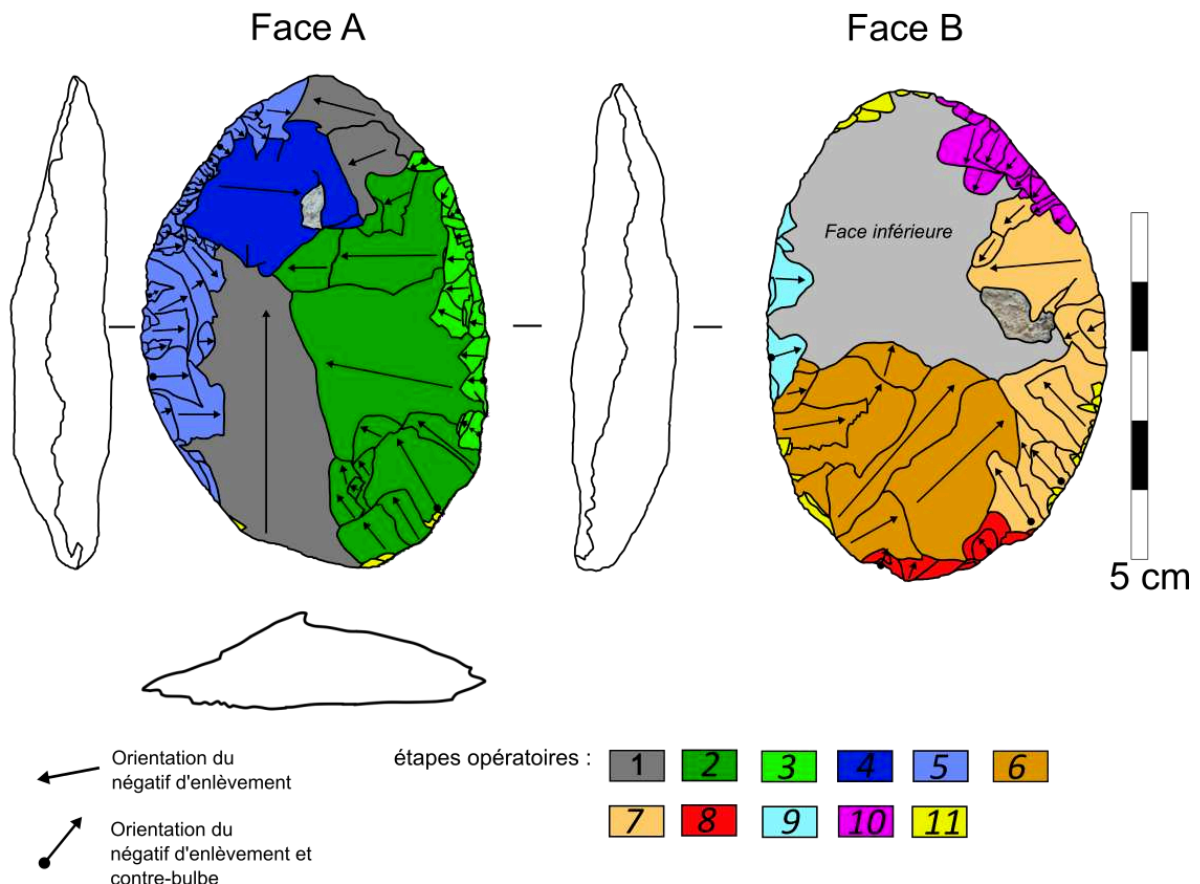 Face A
Face B
Face inférieure
5 cm
Orientation du
négatif d'enlèvement
étapes opératoires :
1 2 3 4 5 6
Orientation du
négatif d'enlèvement et
contre-bulbe
7 8 9 10 11